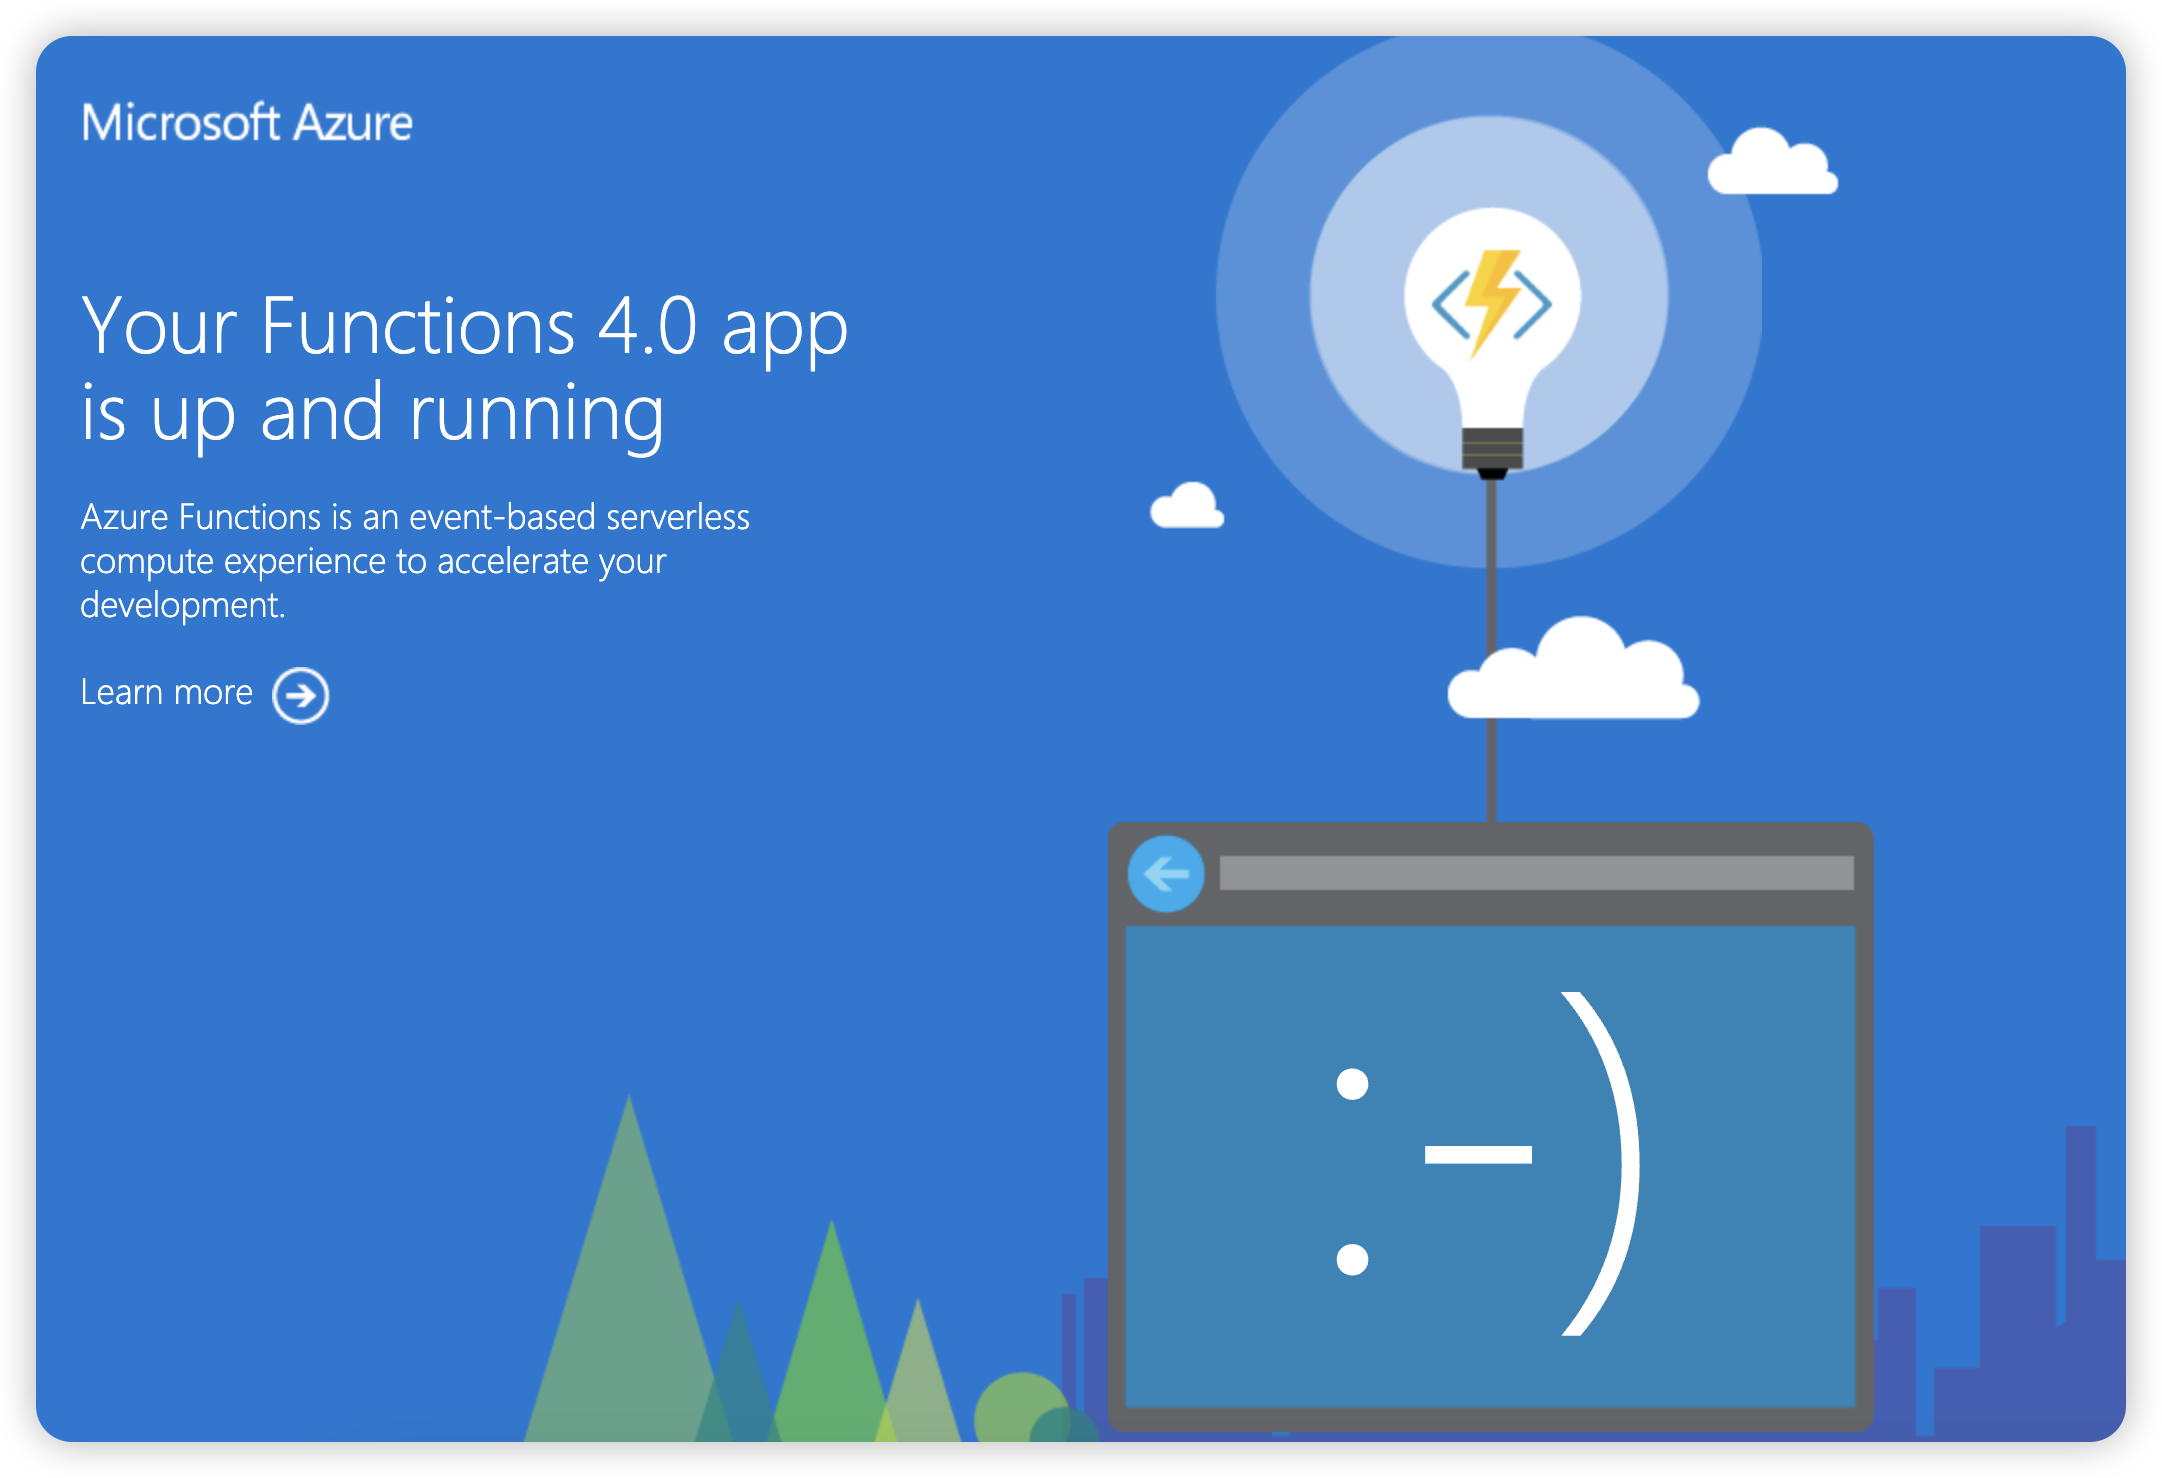 Microsoft Azure
Your Functions 4.0 app
is up and running
Azure Functions is an event-based serverless
compute experience to accelerate your
development.
Learn more
:-)